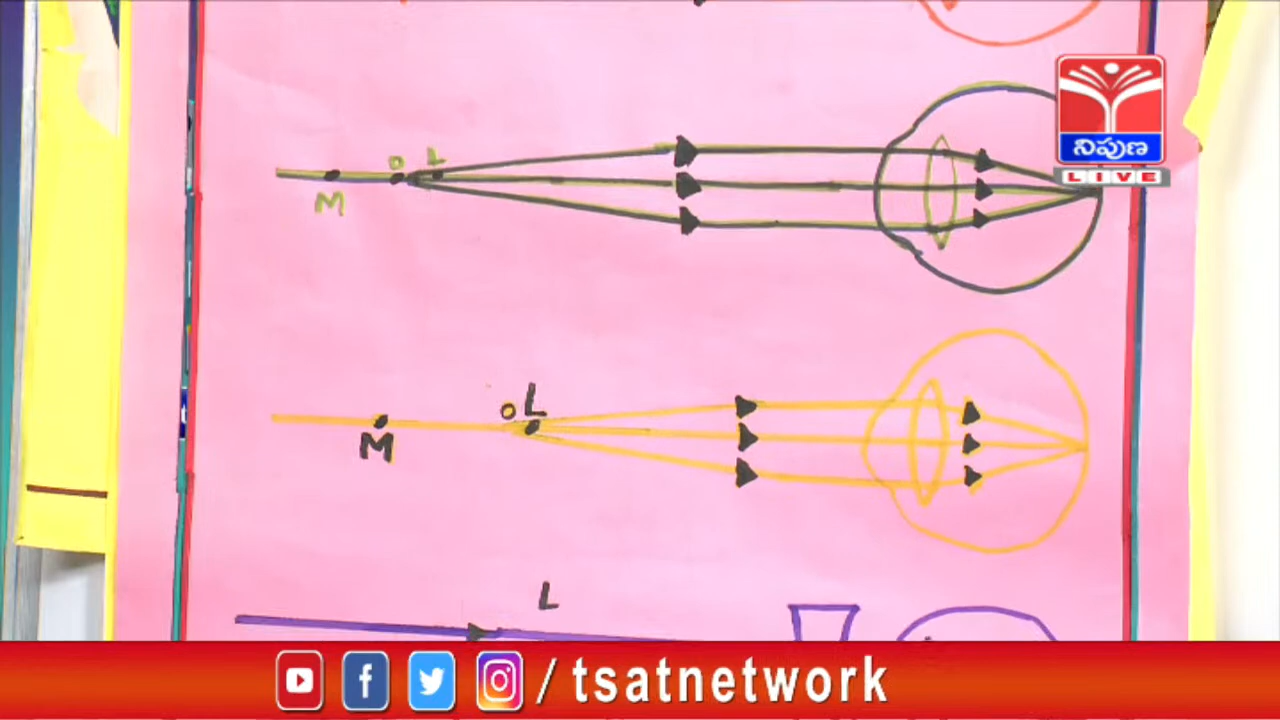 O L
M
నిపుణ
LIVE
O L
M
L
/ tsatnetwork